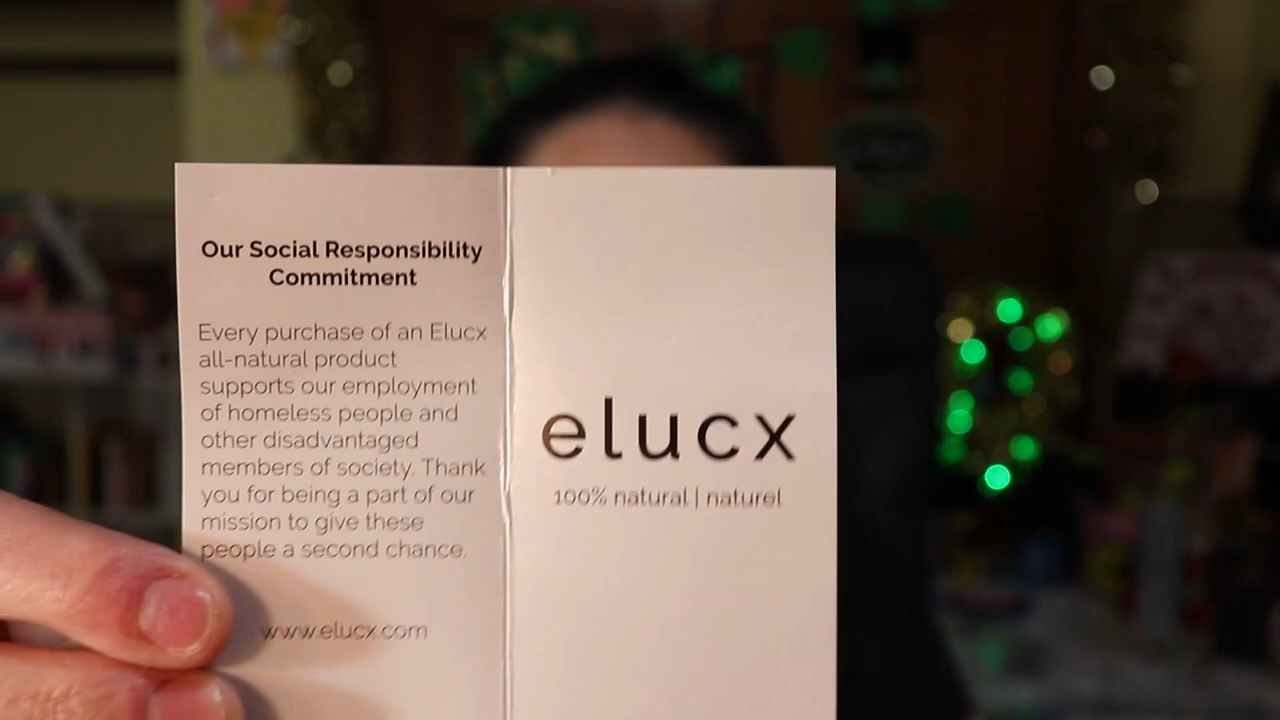 Our Social Responsibility
Commitment
Every purchase of an Elucx
all-natural product
supports our employment
of homeless people and
other disadvantaged
members of society. Thank
you for being a part of our
mission to give these
people a second chance.
www.elucx.com
elucx
100% natural | naturel